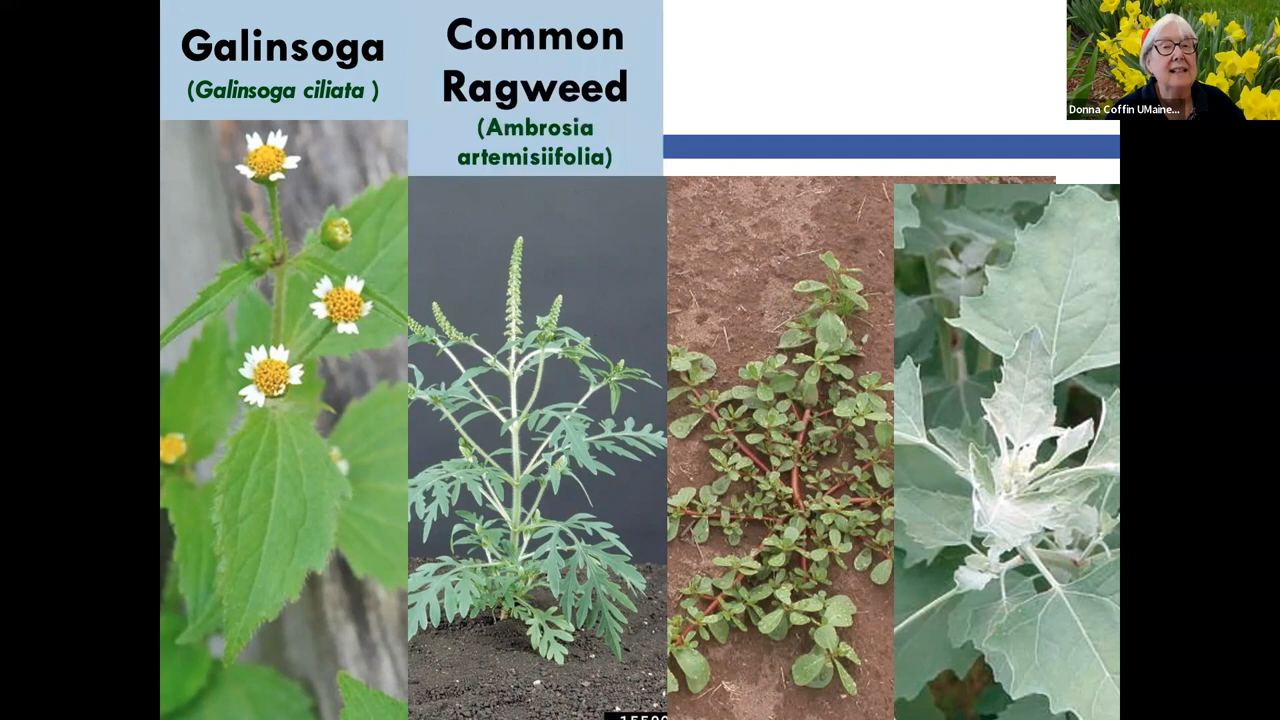 Galinsoga
(Galinsoga ciliata )
Common
Ragweed
(Ambrosia
artemisiifolia)
Donna Coffin UMaine...